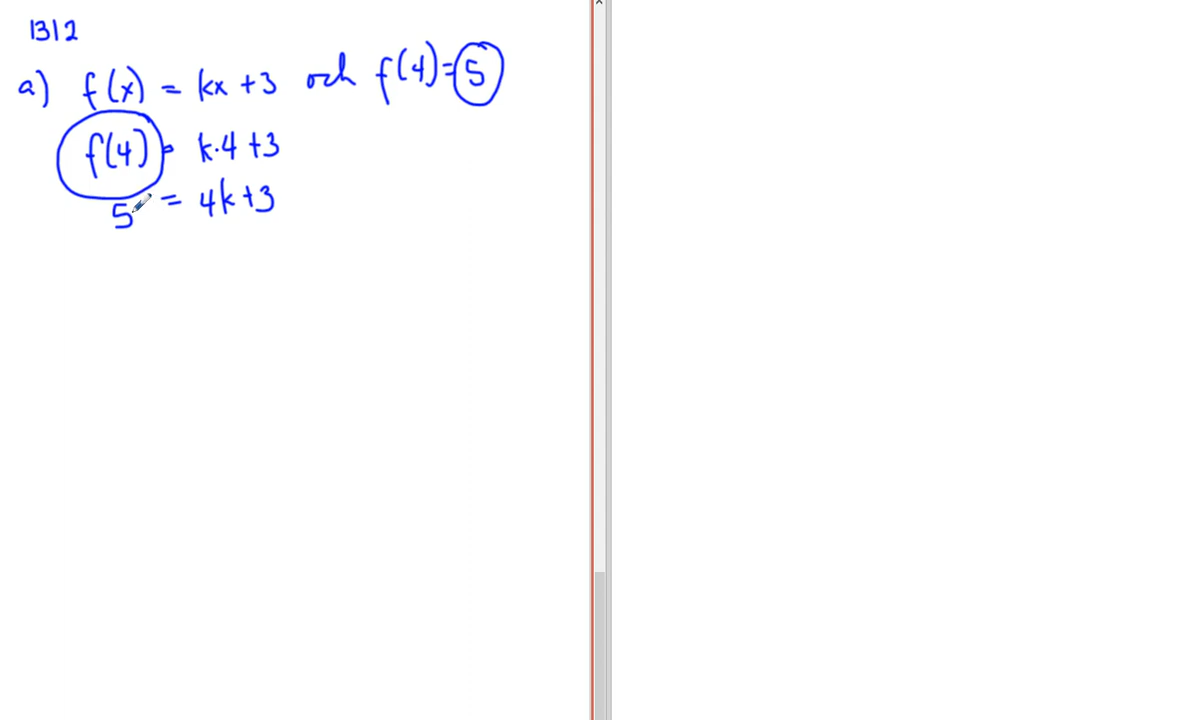 1312
a) f(x) = kx + 3 och f(4) = 5
f(4) = k·4 + 3
5 = 4k + 3